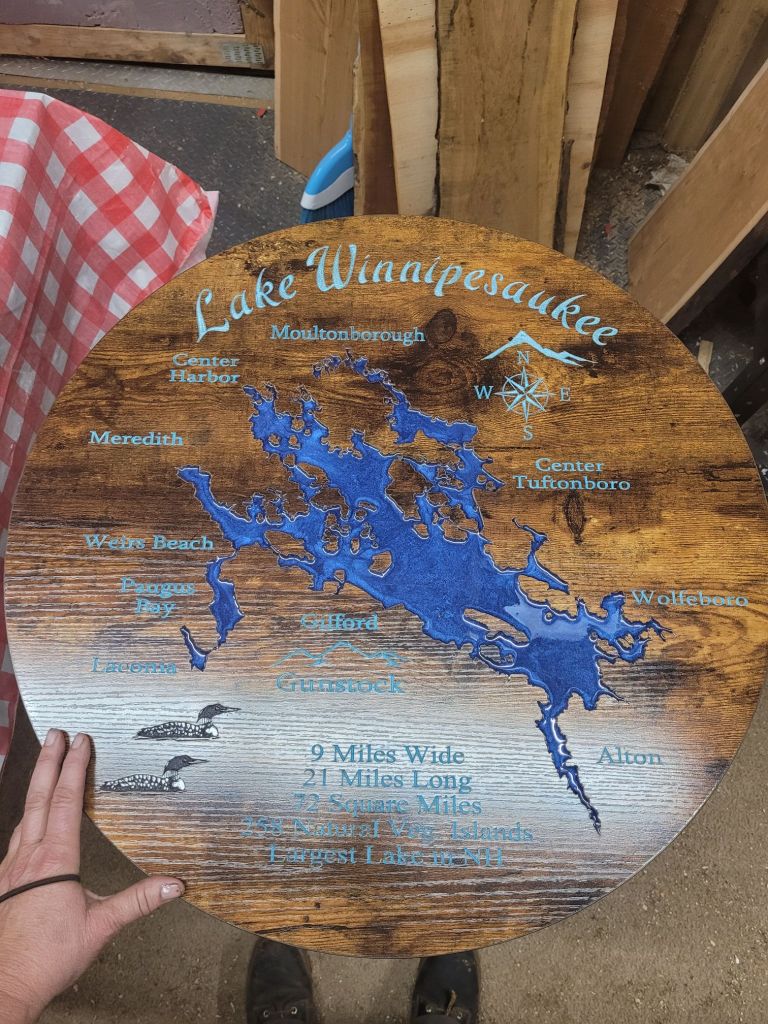 Lake Winnipesaukee
Moultonborough
Center
Harbor
N
W E
S
Meredith
Center
Tuftonboro
Weirs Beach
Paugus
Bay
Wolfeboro
Gilford
Laconia
Gunstock
Alton
9 Miles Wide
21 Miles Long
72 Square Miles
258 Natural Veg. Islands
Largest Lake in NH